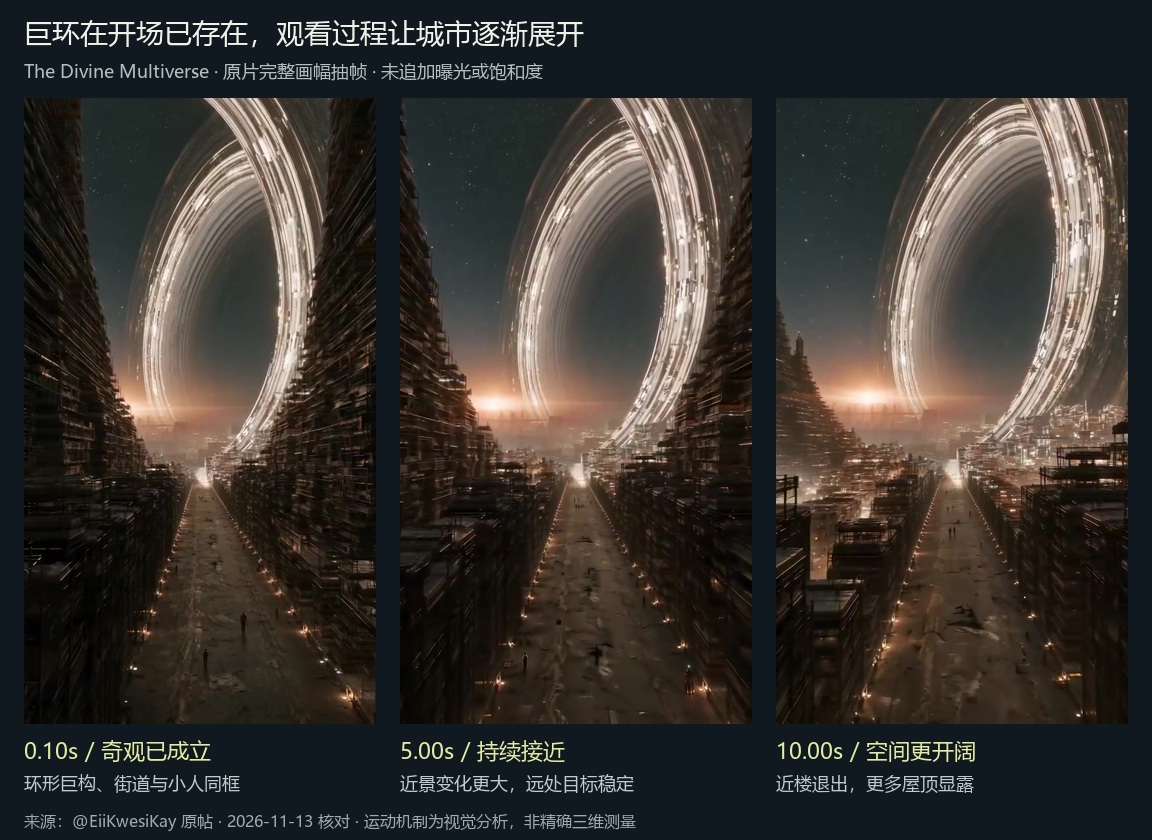 巨环在开场已存在，观看过程让城市逐渐展开
The Divine Multiverse · 原片完整画幅抽帧 · 未追加曝光或饱和度
0.10s / 奇观已成立
环形巨构、街道与小人同框
5.00s / 持续接近
近景变化更大，远处目标稳定
10.00s / 空间更开阔
近楼退出，更多屋顶显露
来源：@EiiKwesiKay 原帖 · 2026-11-13 核对 · 运动机制为视觉分析，非精确三维测量